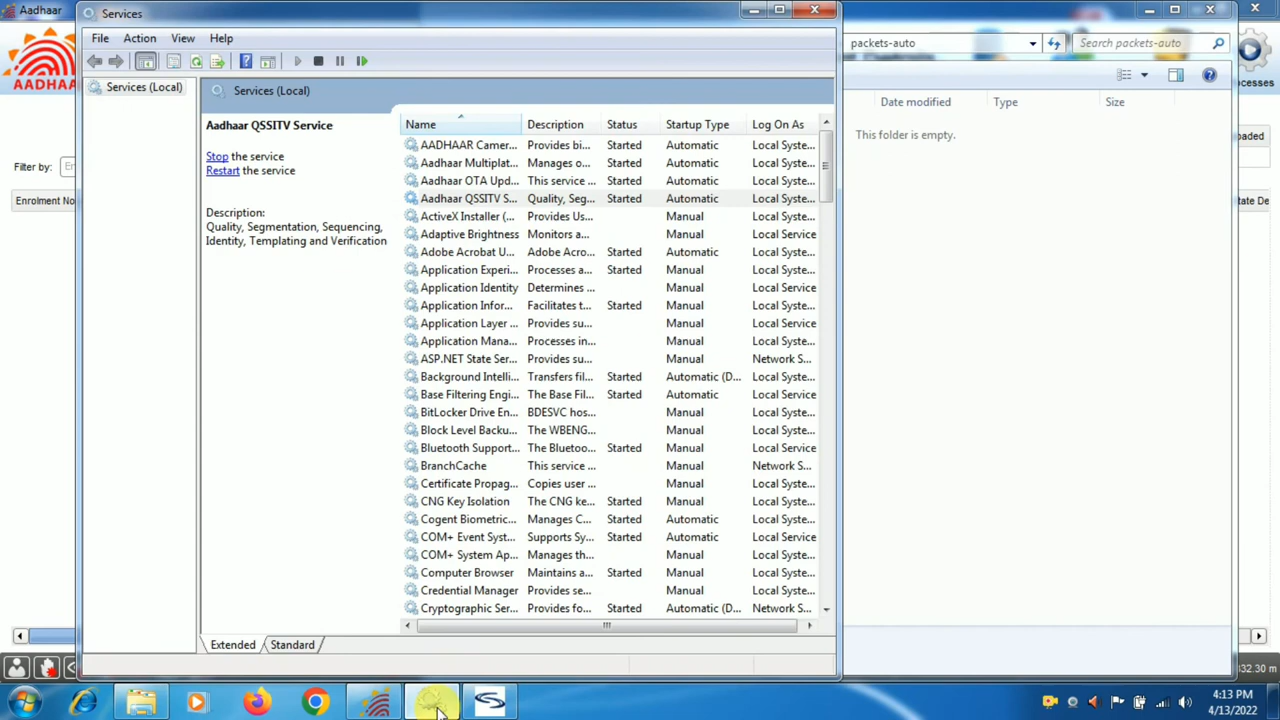 Aadhaar
Services
File Action View Help
Services (Local)
Services (Local)
Aadhaar QSSITV Service
Stop the service
Restart the service
Description:
Quality, Segmentation, Sequencing,
Identity, Templating and Verification
Name Description Status Startup Type Log On As
AADHAAR Camer... Provides bi... Started Automatic Local Syste...
Aadhaar Multiplat... Manages o... Started Automatic Local Syste...
Aadhaar OTA Upd... This service ... Started Automatic Local Syste...
Aadhaar QSSITV S... Quality, Seg... Started Automatic Local Syste...
ActiveX Installer (... Provides Us... Manual Local Syste...
Adaptive Brightness Monitors a... Manual Local Service
Adobe Acrobat U... Adobe Acro... Started Automatic Local Syste...
Application Experi... Processes a... Started Manual Local Syste...
Application Identity Determines ... Manual Local Service
Application Infor... Facilitates t... Started Manual Local Syste...
Application Layer ... Provides su... Manual Local Service
Application Mana... Processes in... Manual Local Syste...
ASP.NET State Ser... Provides su... Manual Network S...
Background Intelli... Transfers fil... Started Automatic (D... Local Syste...
Base Filtering Engi... The Base Fil... Started Automatic Local Service
BitLocker Drive En... BDESVC hos... Manual Local Syste...
Block Level Backu... The WBENG... Manual Local Syste...
Bluetooth Support... The Bluetoo... Started Manual Local Service
BranchCache This service ... Manual Network S...
Certificate Propag... Copies user ... Manual Local Syste...
CNG Key Isolation The CNG ke... Started Manual Local Syste...
Cogent Biometric... Manages C... Started Automatic Local Syste...
COM+ Event Syst... Supports Sy... Started Automatic Local Service
COM+ System Ap... Manages th... Manual Local Syste...
Computer Browser Maintains a... Started Manual Local Syste...
Credential Manager Provides se... Manual Local Syste...
Cryptographic Ser... Provides fo... Started Automatic (D... Network S...
Extended Standard
AADHAA
Filter by: En
Enrolment No
packets-auto
Search packets-auto
Date modified Type Size
This folder is empty.
ocesses
oaded
tate De
332.30 m
4:13 PM
4/13/2022